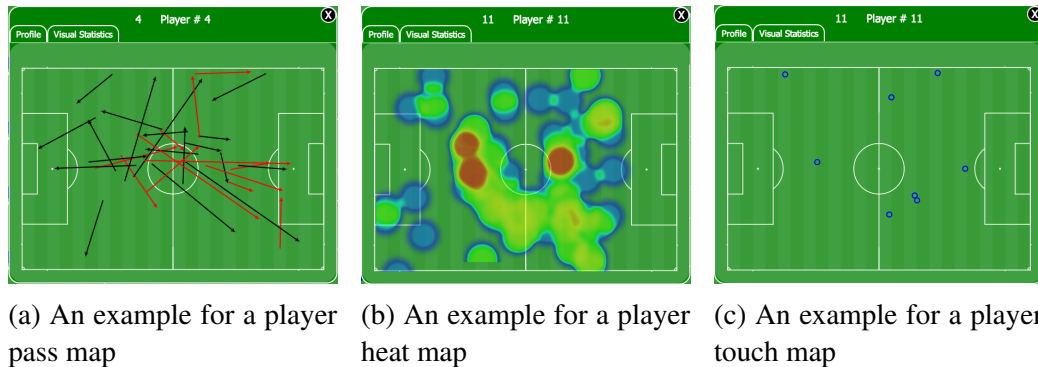 4 Player # 4 X
Profile Visual Statistics
11 Player # 11 X
Profile Visual Statistics
11 Player # 11 X
Profile Visual Statistics
(a) An example for a player
pass map
(b) An example for a player
heat map
(c) An example for a player
touch map